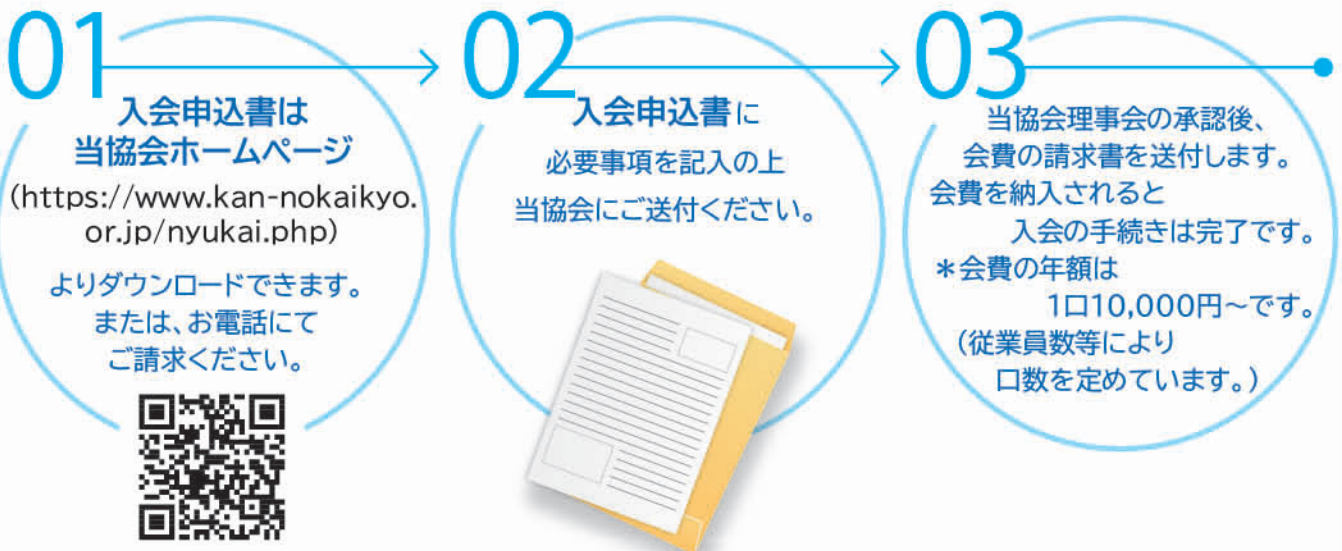 01
入会申込書は
当協会ホームページ
(https://www.kan-nokaikyo.
or.jp/nyukai.php)
よりダウンロードできます。
または、お電話にて
ご請求ください。
02
入会申込書に
必要事項を記入の上
当協会にご送付ください。
03
当協会理事会の承認後、
会費の請求書を送付します。
会費を納入されると
入会の手続きは完了です。
＊会費の年額は
1口10,000円～です。
(従業員数等により
口数を定めています。)